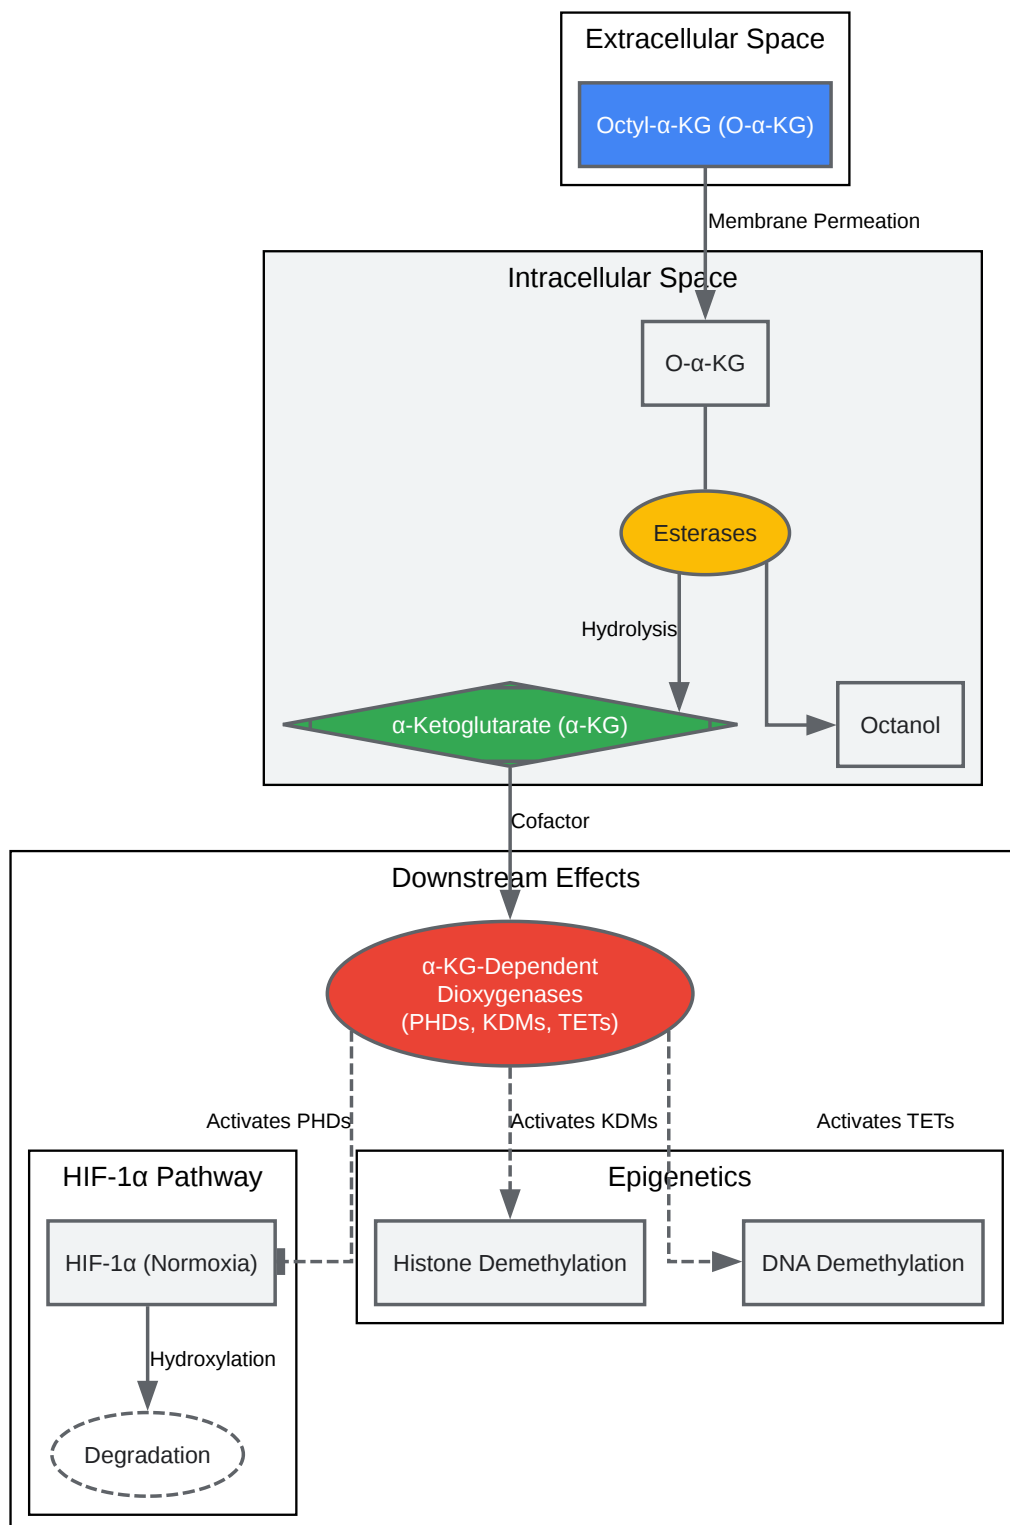 Extracellular Space
Octyl-α-KG (O-α-KG)
Membrane Permeation
Intracellular Space
O-α-KG
Esterases
Hydrolysis
α-Ketoglutarate (α-KG)
Octanol
Cofactor
Downstream Effects
α-KG-Dependent
Dioxygenases
(PHDs, KDMs, TETs)
Activates PHDs
Activates KDMs
Activates TETs
HIF-1α Pathway
Epigenetics
HIF-1α (Normoxia)
Histone Demethylation
DNA Demethylation
Hydroxylation
Degradation